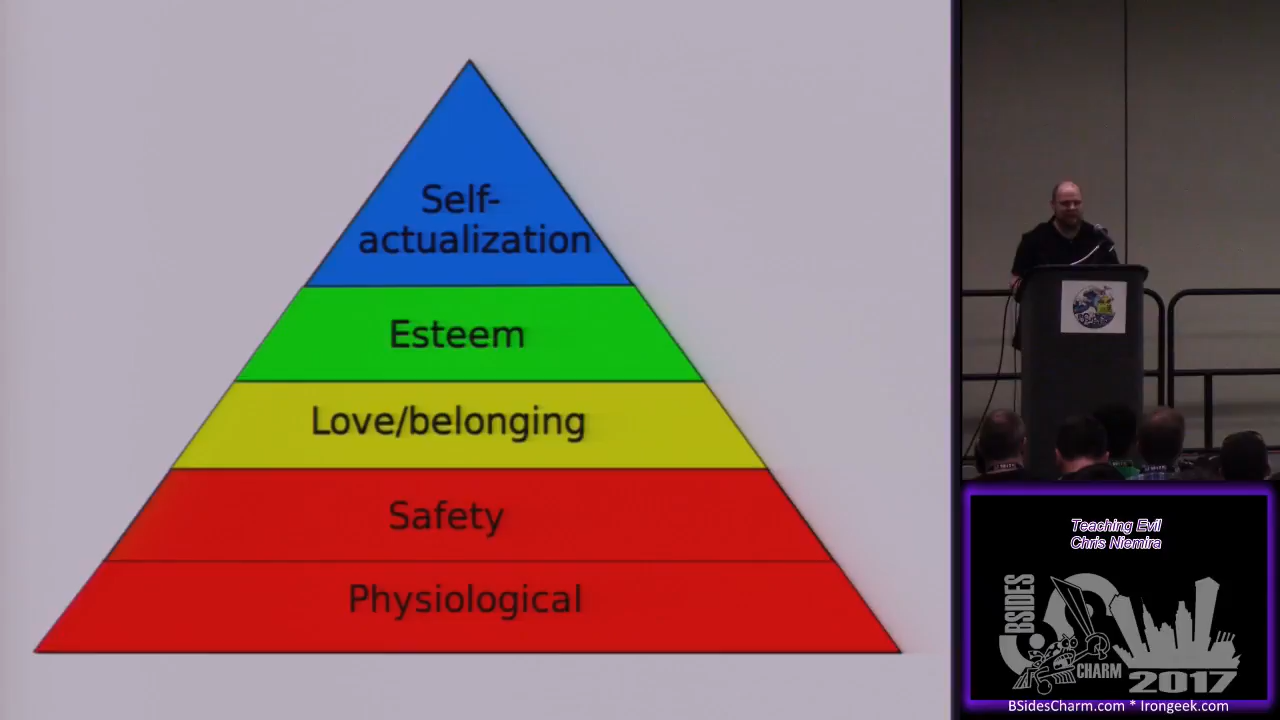 Self-
actualization
Esteem
Love/belonging
Safety
Physiological
Teaching Evil
Chris Niemira
BSIDES
CHARM
2017
BSidesCharm.com * Irongeek.com